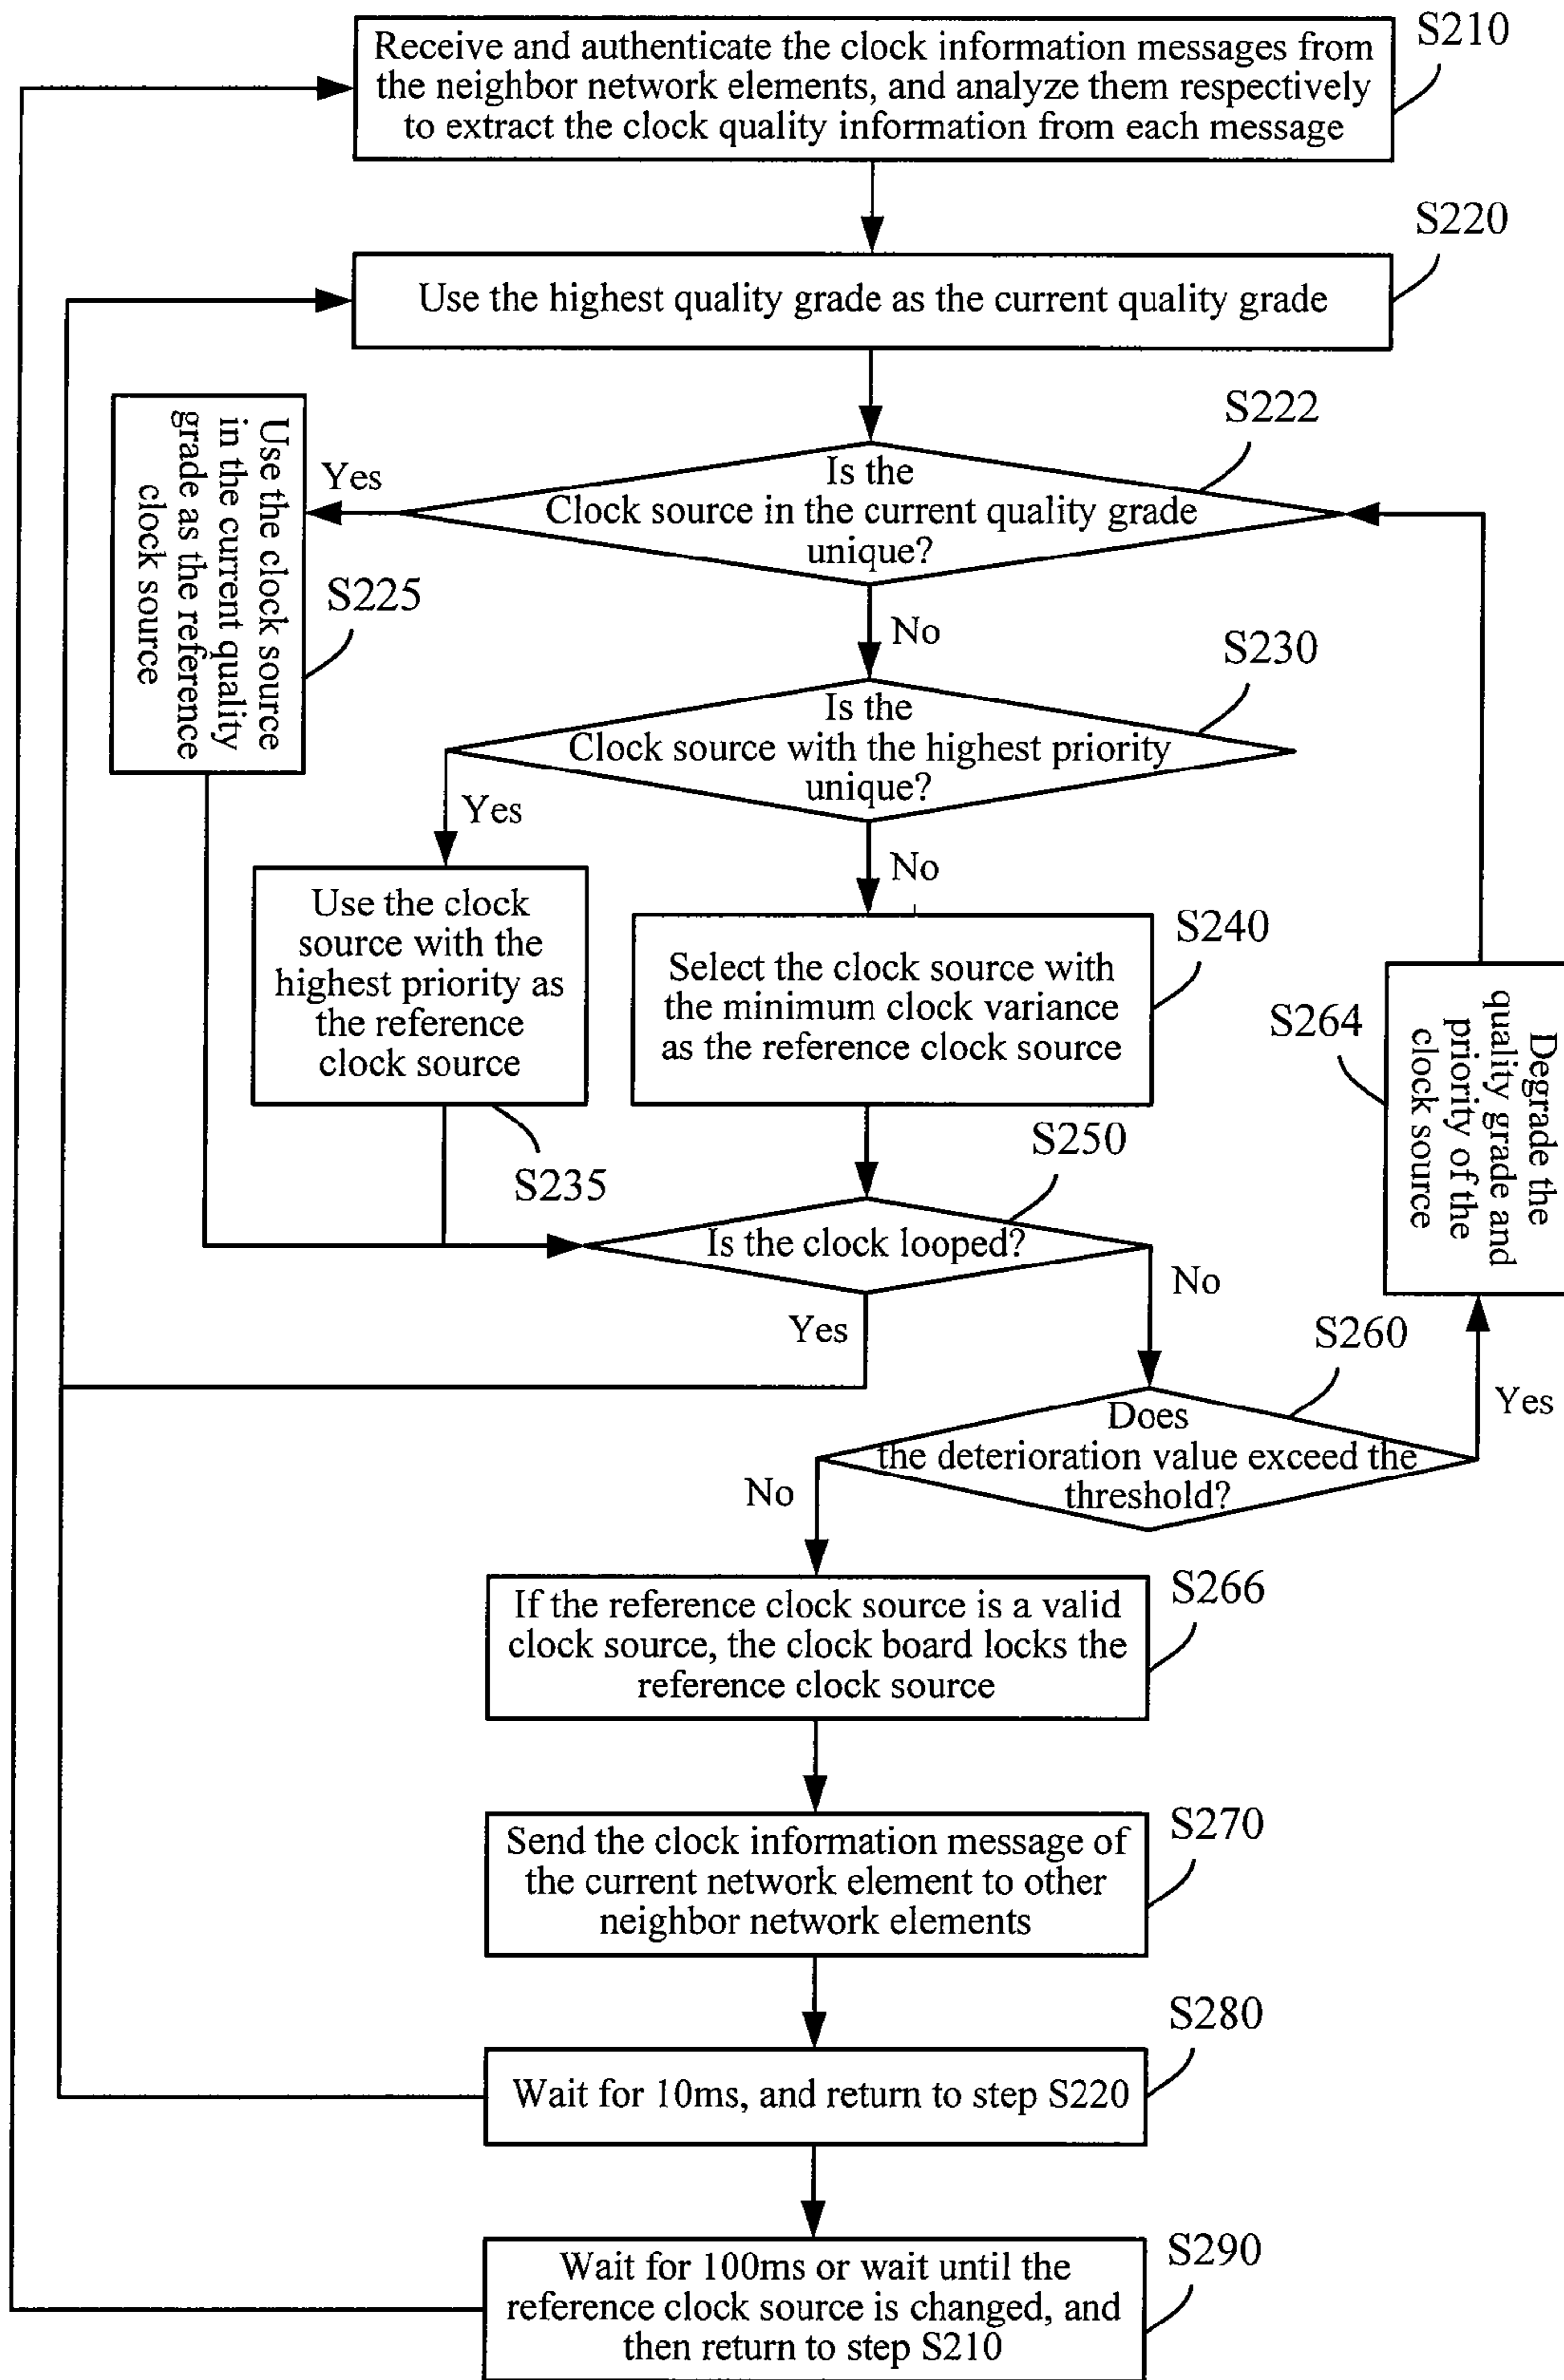 Receive and authenticate the clock information messages from
the neighbor network elements, and analyze them respectively
to extract the clock quality information from each message
S210
S220
Use the highest quality grade as the current quality grade
S222
Is the
Clock source in the current quality grade
unique?
Yes
Use the clock source
in the current quality
grade as the reference
clock source
S225
No
S230
Is the
Clock source with the highest priority
unique?
Yes
No
Use the clock
source with the
highest priority as
the reference
clock source
S235
S240
Select the clock source with
the minimum clock variance
as the reference clock source
S264
Degrade the
quality grade and
priority of the
clock source
S250
Is the clock looped?
No
Yes
S260
Does
the deterioration value exceed the
threshold?
Yes
No
S266
If the reference clock source is a valid
clock source, the clock board locks the
reference clock source
S270
Send the clock information message of
the current network element to other
neighbor network elements
S280
Wait for 10ms, and return to step S220
S290
Wait for 100ms or wait until the
reference clock source is changed, and
then return to step S210